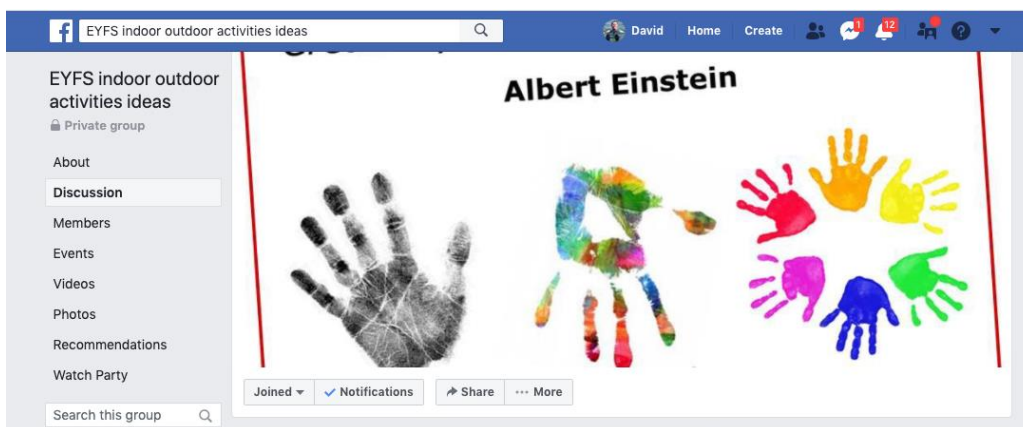 EYFS indoor outdoor activities ideas
David
Home
Create
1
12
?
EYFS indoor outdoor
activities ideas
Private group
About
Discussion
Members
Events
Videos
Photos
Recommendations
Watch Party
Search this group
Albert Einstein
Joined
Notifications
Share
More